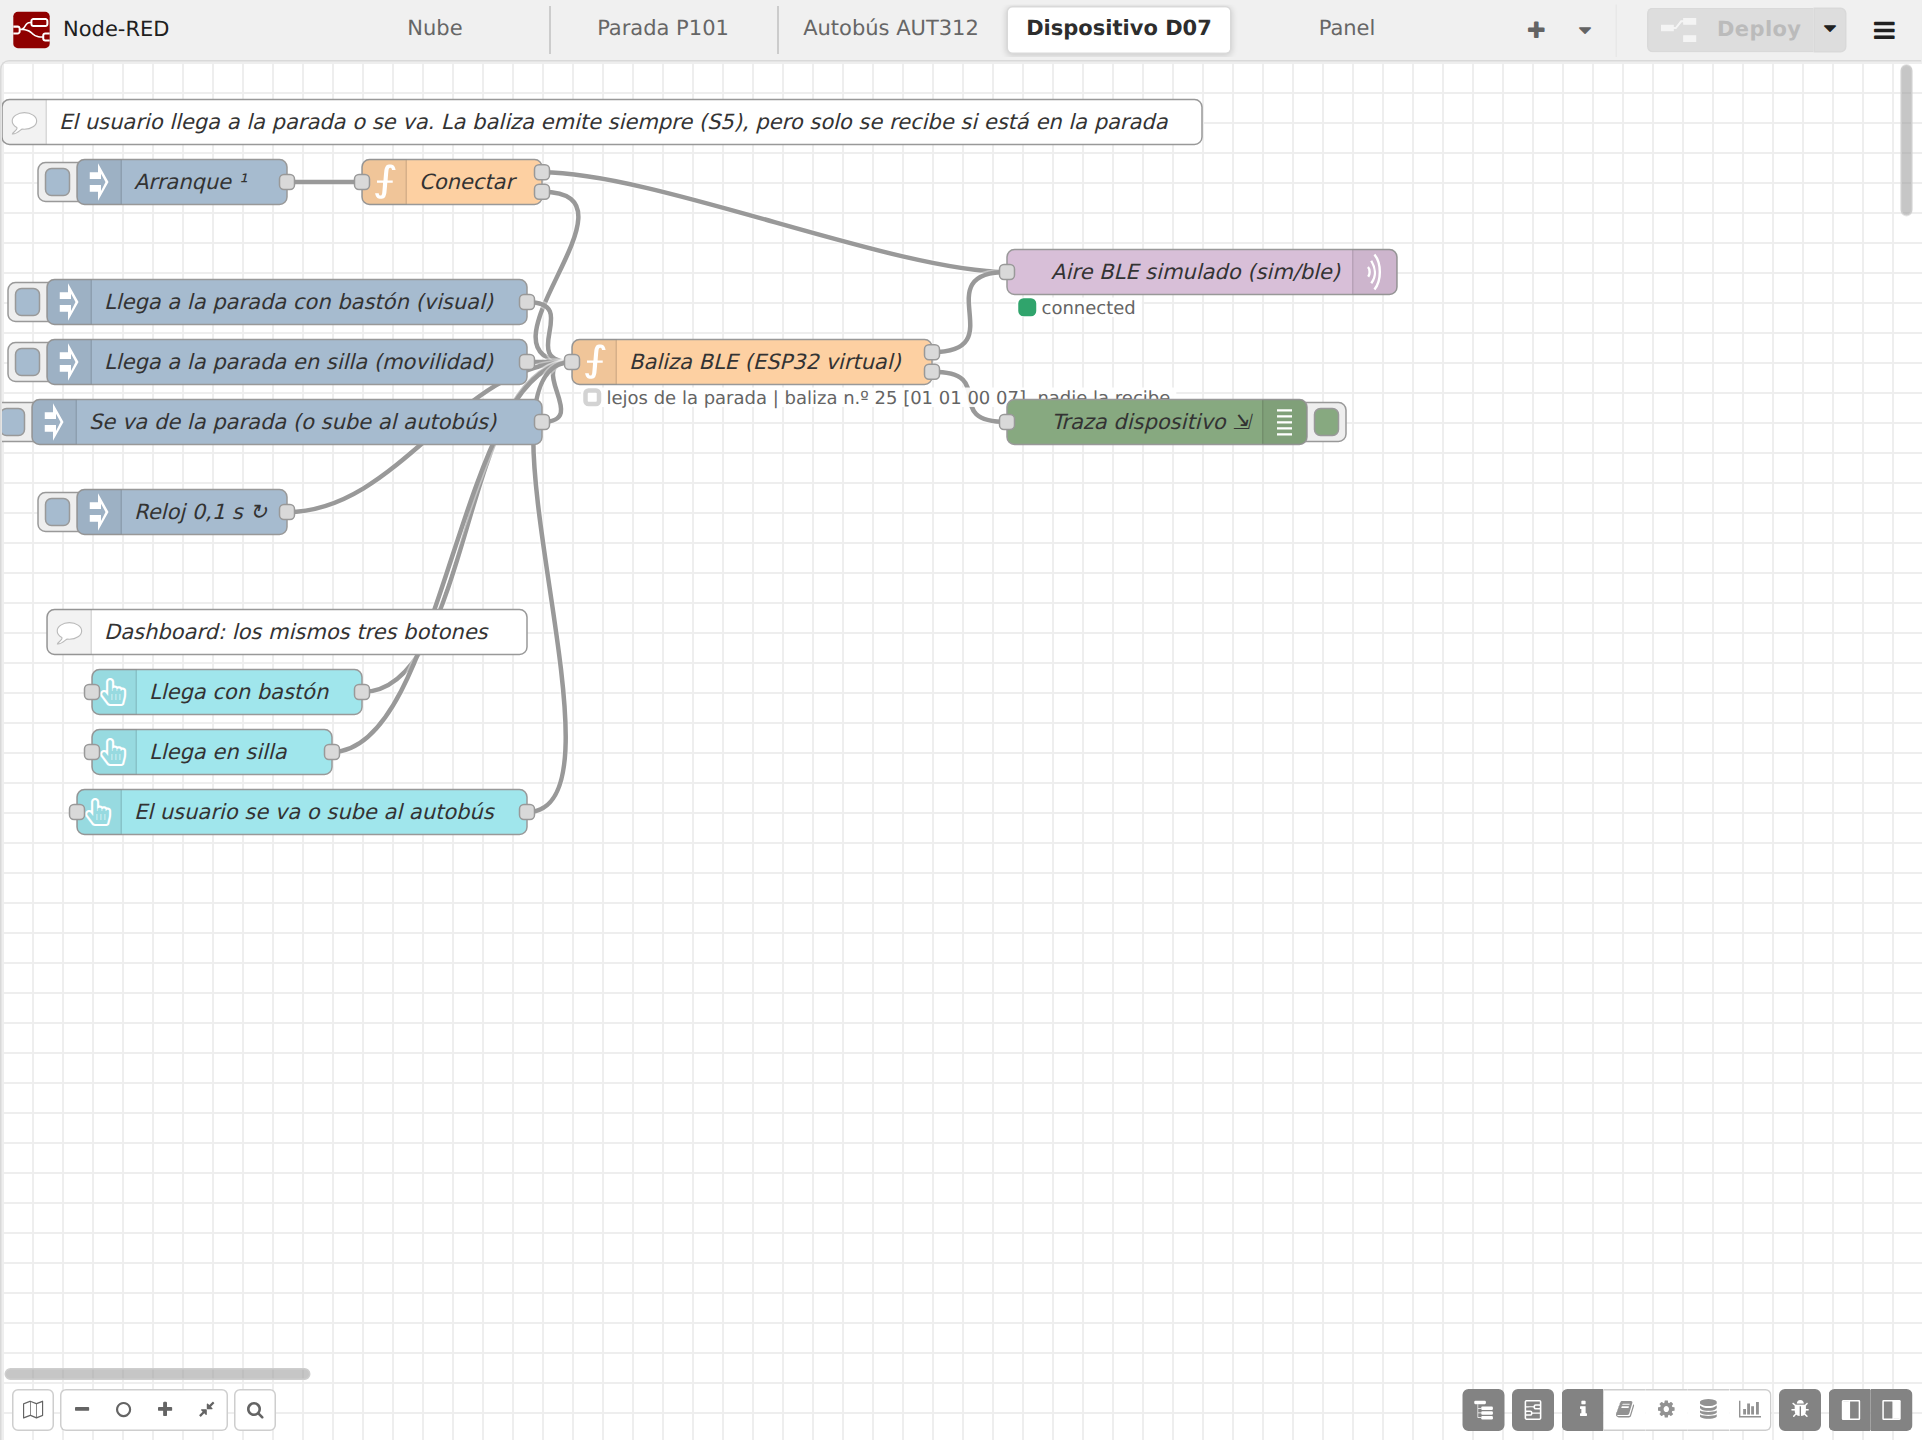 Node-RED
Nube
Parada P101
Autobús AUT312
Dispositivo D07
Panel
Deploy
El usuario llega a la parada o se va. La baliza emite siempre (S5), pero solo se recibe si está en la parada
Arranque ¹
Conectar
Aire BLE simulado (sim/ble)
connected
Llega a la parada con bastón (visual)
Llega a la parada en silla (movilidad)
Baliza BLE (ESP32 virtual)
lejos de la parada | baliza n.º 25 [01 01 00 07], nadie la recibe
Se va de la parada (o sube al autobús)
Traza dispositivo ⇲
Reloj 0,1 s ↻
Dashboard: los mismos tres botones
Llega con bastón
Llega en silla
El usuario se va o sube al autobús